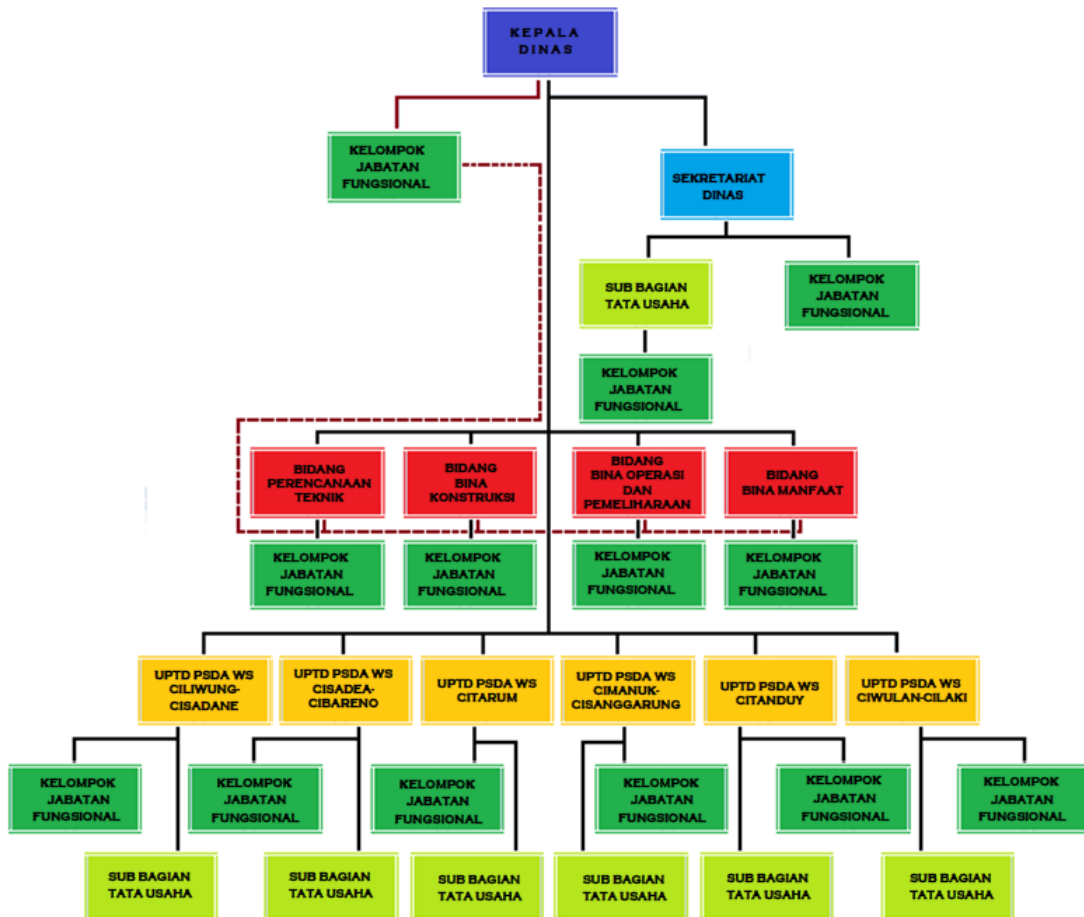 KEPALA
DINAS
KELOMPOK
JABATAN
FUNGSIONAL
SEKRETARIAT
DINAS
SUB BAGIAN
TATA USAHA
KELOMPOK
JABATAN
FUNGSIONAL
KELOMPOK
JABATAN
FUNGSIONAL
BIDANG
PERENCANAAN
TEKNIK
BIDANG
BINA
KONSTRUKSI
BIDANG
BINA OPERASI
DAN
PEMELIHARAAN
BIDANG
BINA MANFAAT
KELOMPOK
JABATAN
FUNGSIONAL
KELOMPOK
JABATAN
FUNGSIONAL
KELOMPOK
JABATAN
FUNGSIONAL
KELOMPOK
JABATAN
FUNGSIONAL
UPTD PSDA WS
CILIWUNG-
CISADANE
UPTD PSDA WS
CISADEA-
CIBARENO
UPTD PSDA WS
CITARUM
UPTD PSDA WS
CIMANUK-
CISANGGARUNG
UPTD PSDA WS
CITANDUY
UPTD PSDA WS
CIWULAN-CILAKI
KELOMPOK
JABATAN
FUNGSIONAL
KELOMPOK
JABATAN
FUNGSIONAL
KELOMPOK
JABATAN
FUNGSIONAL
KELOMPOK
JABATAN
FUNGSIONAL
KELOMPOK
JABATAN
FUNGSIONAL
KELOMPOK
JABATAN
FUNGSIONAL
SUB BAGIAN
TATA USAHA
SUB BAGIAN
TATA USAHA
SUB BAGIAN
TATA USAHA
SUB BAGIAN
TATA USAHA
SUB BAGIAN
TATA USAHA
SUB BAGIAN
TATA USAHA